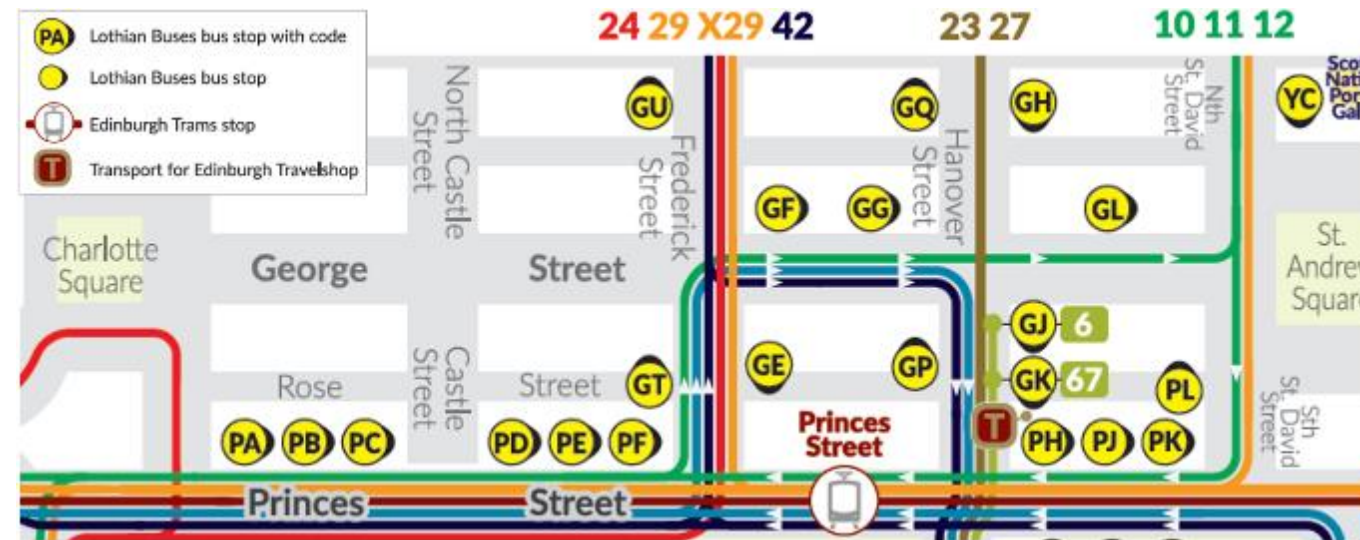 PA Lothian Buses bus stop with code
Lothian Buses bus stop
Edinburgh Trams stop
T Transport for Edinburgh Travelshop
24 29 X29 42
23 27
10 11 12
North Castle
Street
GU
Frederick
Street
GQ
Hanover
Street
GH
Nth
St. David
Street
YC
GF
GG
GL
Charlotte
Square
George
Street
St.
Square
Castle
Street
Rose
Street
GT
GE
GP
GJ 6
GK 67
PL
Sth
St. David
Street
PA
PB
PC
PD
PE
PF
Princes
Street
T
PH
PJ
PK
Princes
Street